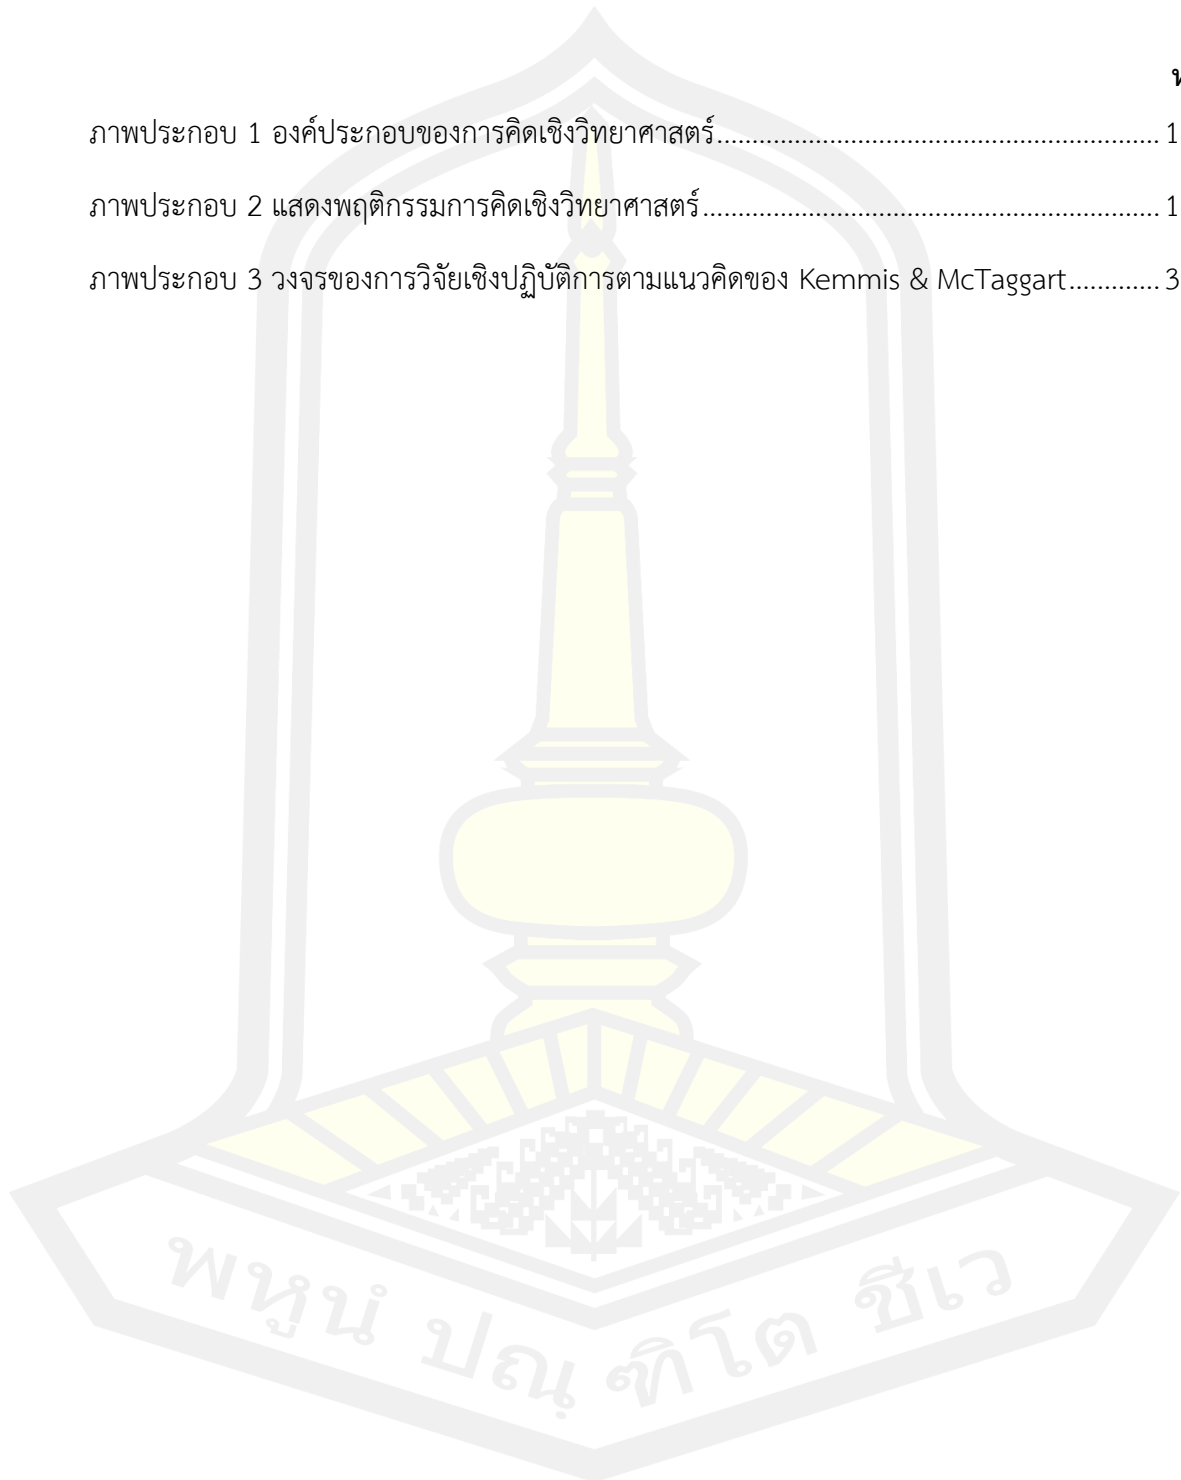 ภาพประกอบ 1 องค์ประกอบของการคิดเชิงวิทยาศาสตร์.................................................................... 1
ภาพประกอบ 2 แสดงพฤติกรรมการคิดเชิงวิทยาศาสตร์...................................................................... 1
ภาพประกอบ 3 วงจรของการวิจัยเชิงปฏิบัติการตามแนวคิดของ Kemmis & McTaggart............. 3
พหูนํ ปณฺฑิโต ชีเว